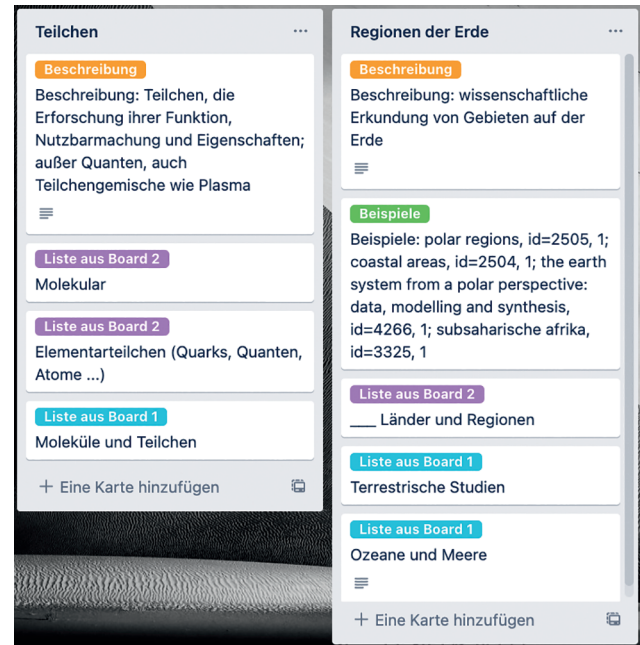 Teilchen
Beschreibung
Beschreibung: Teilchen, die
Erforschung ihrer Funktion,
Nutzbarmachung und Eigenschaften;
außer Quanten, auch
Teilchengemische wie Plasma
Liste aus Board 2
Molekular
Liste aus Board 2
Elementarteilchen (Quarks, Quanten,
Atome ...)
Liste aus Board 1
Moleküle und Teilchen
+ Eine Karte hinzufügen
Regionen der Erde
Beschreibung
Beschreibung: wissenschaftliche
Erkundung von Gebieten auf der
Erde
Beispiele
Beispiele: polar regions, id=2505, 1;
coastal areas, id=2504, 1; the earth
system from a polar perspective:
data, modelling and synthesis,
id=4266, 1; subsaharische afrika,
id=3325, 1
Liste aus Board 2
___ Länder und Regionen
Liste aus Board 1
Terrestrische Studien
Liste aus Board 1
Ozeane und Meere
+ Eine Karte hinzufügen